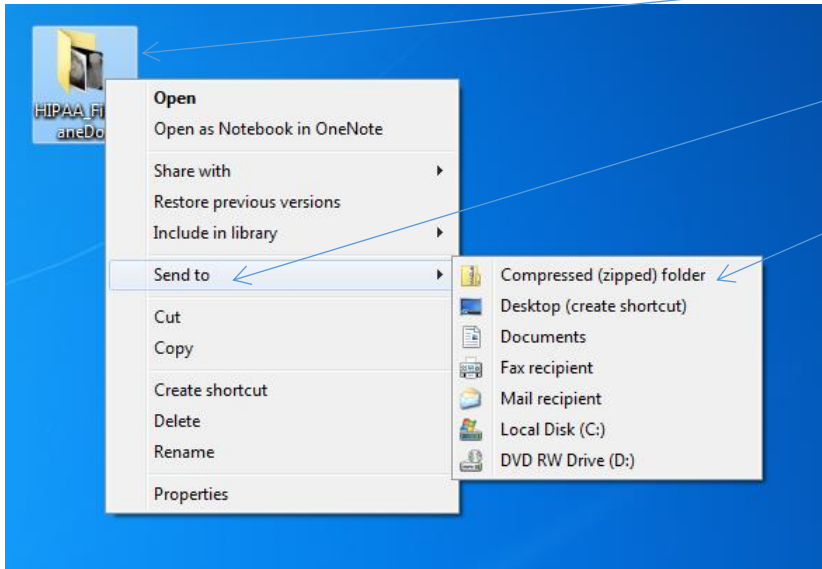 HIPAA_Fi
aneDo
Open
Open as Notebook in OneNote
Share with
Restore previous versions
Include in library
Send to
Cut
Copy
Create shortcut
Delete
Rename
Properties
Compressed (zipped) folder
Desktop (create shortcut)
Documents
Fax recipient
Mail recipient
Local Disk (C:)
DVD RW Drive (D:)